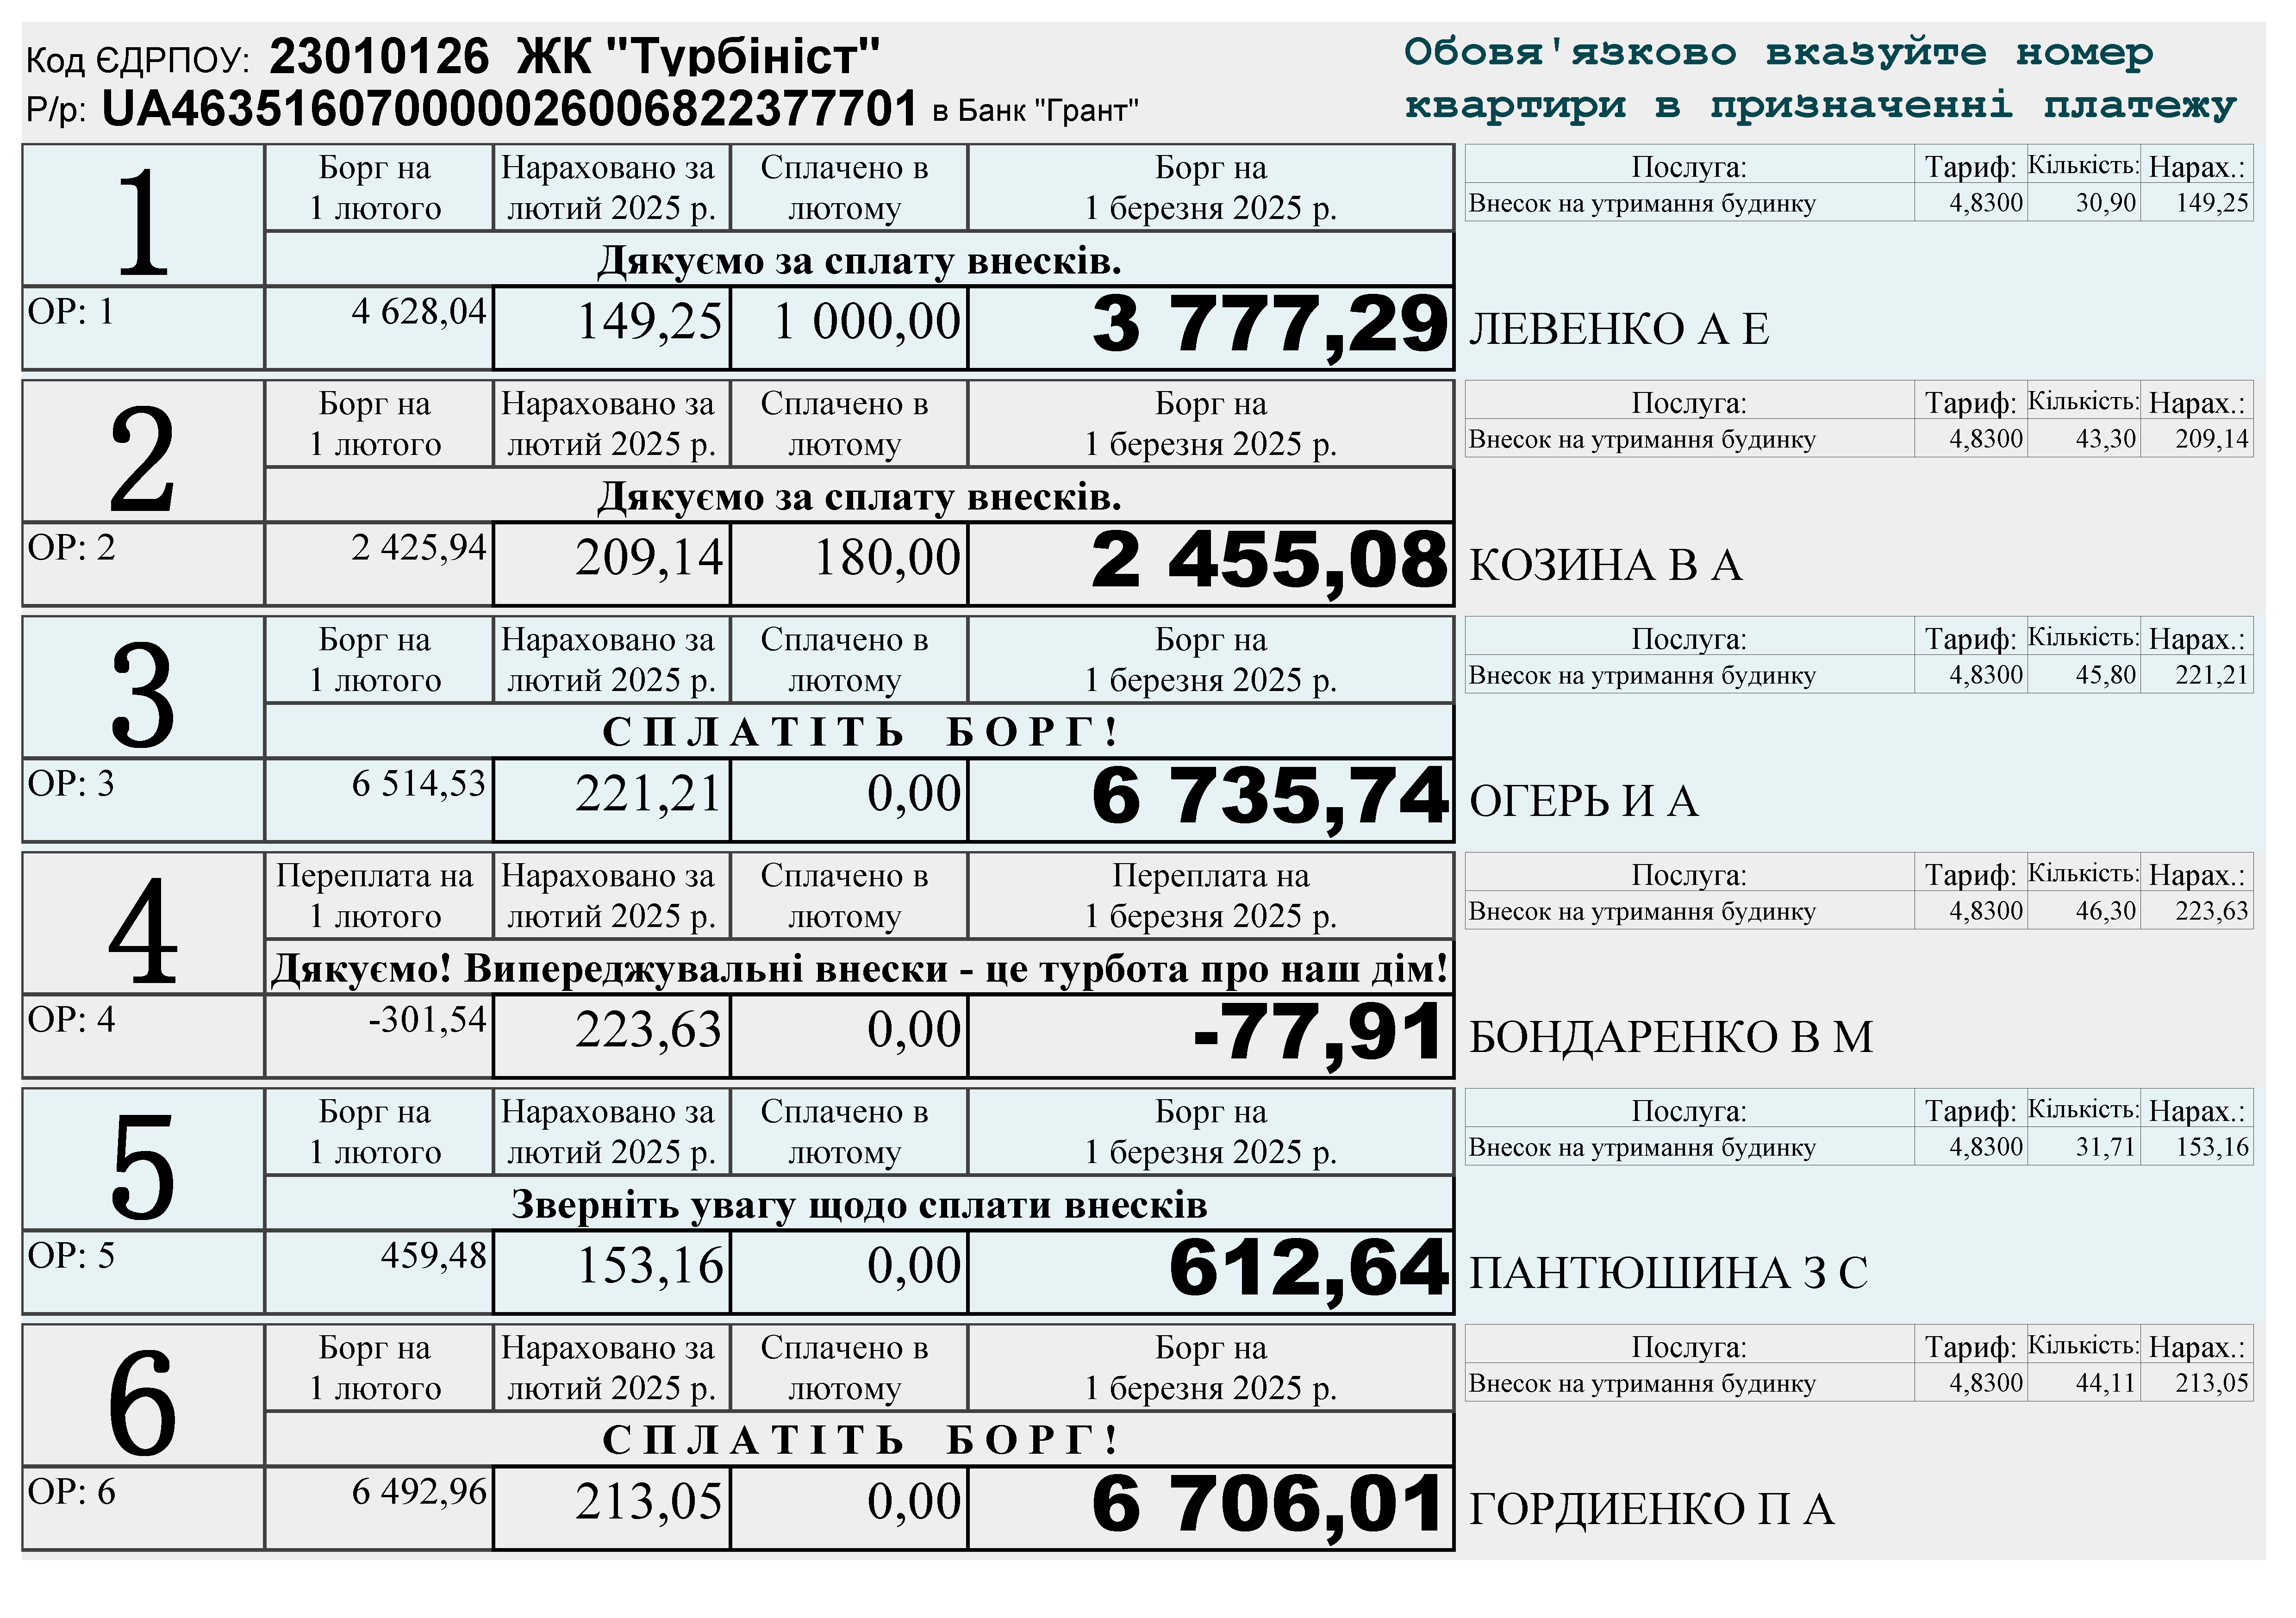 Код ЄДРПОУ: 23010126 ЖК "Турбініст"
Р/р: UA463516070000026006822377701 в Банк "Грант"
Обовя'язково вказуйте номер
квартири в призначенні платежу
1
Борг на
1 лютого
Нараховано за
лютий 2025 р.
Сплачено в
лютому
Борг на
1 березня 2025 р.
Дякуємо за сплату внесків.
ОР: 1 4 628,04 149,25 1 000,00 3 777,29
Послуга: Тариф: Кількість: Нарах.:
Внесок на утримання будинку 4,8300 30,90 149,25
ЛЕВЕНКО А Е
2
Борг на
1 лютого
Нараховано за
лютий 2025 р.
Сплачено в
лютому
Борг на
1 березня 2025 р.
Дякуємо за сплату внесків.
ОР: 2 2 425,94 209,14 180,00 2 455,08
Послуга: Тариф: Кількість: Нарах.:
Внесок на утримання будинку 4,8300 43,30 209,14
КОЗИНА В А
3
Борг на
1 лютого
Нараховано за
лютий 2025 р.
Сплачено в
лютому
Борг на
1 березня 2025 р.
С П Л А Т І Т Ь Б О Р Г !
ОР: 3 6 514,53 221,21 0,00 6 735,74
Послуга: Тариф: Кількість: Нарах.:
Внесок на утримання будинку 4,8300 45,80 221,21
ОГЕРЬ И А
4
Переплата на
1 лютого
Нараховано за
лютий 2025 р.
Сплачено в
лютому
Переплата на
1 березня 2025 р.
Дякуємо! Випереджувальні внески - це турбота про наш дім!
ОР: 4 -301,54 223,63 0,00 -77,91
Послуга: Тариф: Кількість: Нарах.:
Внесок на утримання будинку 4,8300 46,30 223,63
БОНДАРЕНКО В М
5
Борг на
1 лютого
Нараховано за
лютий 2025 р.
Сплачено в
лютому
Борг на
1 березня 2025 р.
Зверніть увагу щодо сплати внесків
ОР: 5 459,48 153,16 0,00 612,64
Послуга: Тариф: Кількість: Нарах.:
Внесок на утримання будинку 4,8300 31,71 153,16
ПАНТЮШИНА З С
6
Борг на
1 лютого
Нараховано за
лютий 2025 р.
Сплачено в
лютому
Борг на
1 березня 2025 р.
С П Л А Т І Т Ь Б О Р Г !
ОР: 6 6 492,96 213,05 0,00 6 706,01
Послуга: Тариф: Кількість: Нарах.:
Внесок на утримання будинку 4,8300 44,11 213,05
ГОРДИЕНКО П А